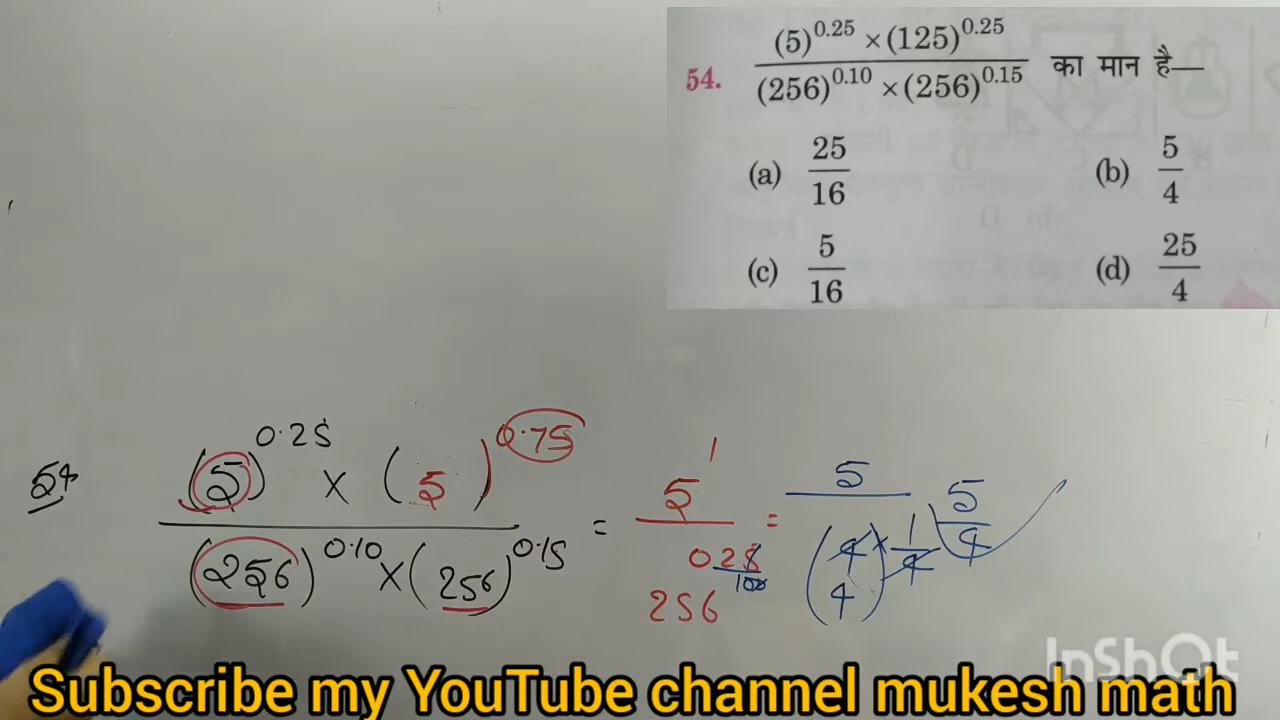 54. (5)^0.25 × (125)^0.25 / (256)^0.10 × (256)^0.15 का मान है—
(a) 25/16 (b) 5/4
(c) 5/16 (d) 25/4
54 (5)^0.25 × (5)^0.75 / (256)^0.10 × (256)^0.15 = 5^1 / 256^0.25/100 = 5 / (4^4)^×1/4 5/4
InShOt
Subscribe my YouTube channel mukesh math